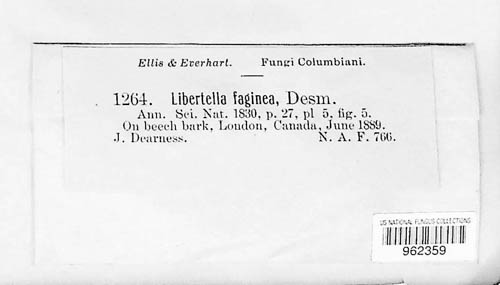 Ellis & Everhart. Fungi Columbiani.
1264. Libertella faginea, Desm.
Ann. Sci. Nat. 1830, p. 27, pl 5, fig. 5.
On beech bark, London, Canada, June 1889.
J. Dearness. N. A. F. 766.
US NATIONAL FUNGUS COLLECTIONS
962359